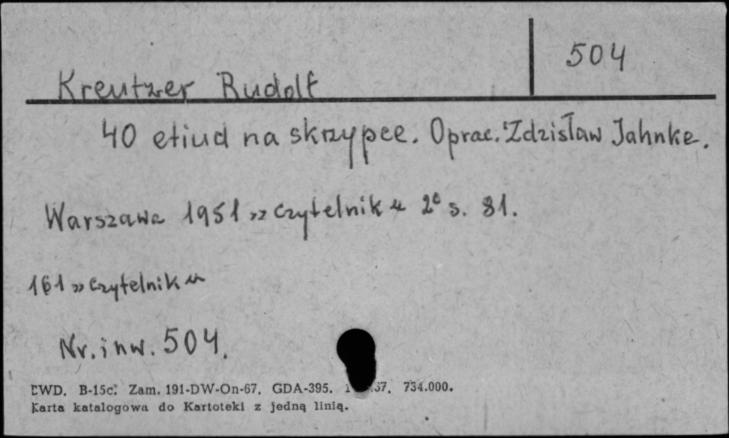 504
Kreutzer Rudolf
40 etiud na skrzypce. Oprac. Zdzisław Jahnke.
Warszawa 1951 „Czytelnik“ 2° s. 81.
161 „Czytelnik“
Nr. inw. 504.
CWD. B-15c. Zam. 191-DW-On-67. GDA-395. 734.000.
Karta katalogowa do Kartoteki z jedną linią.